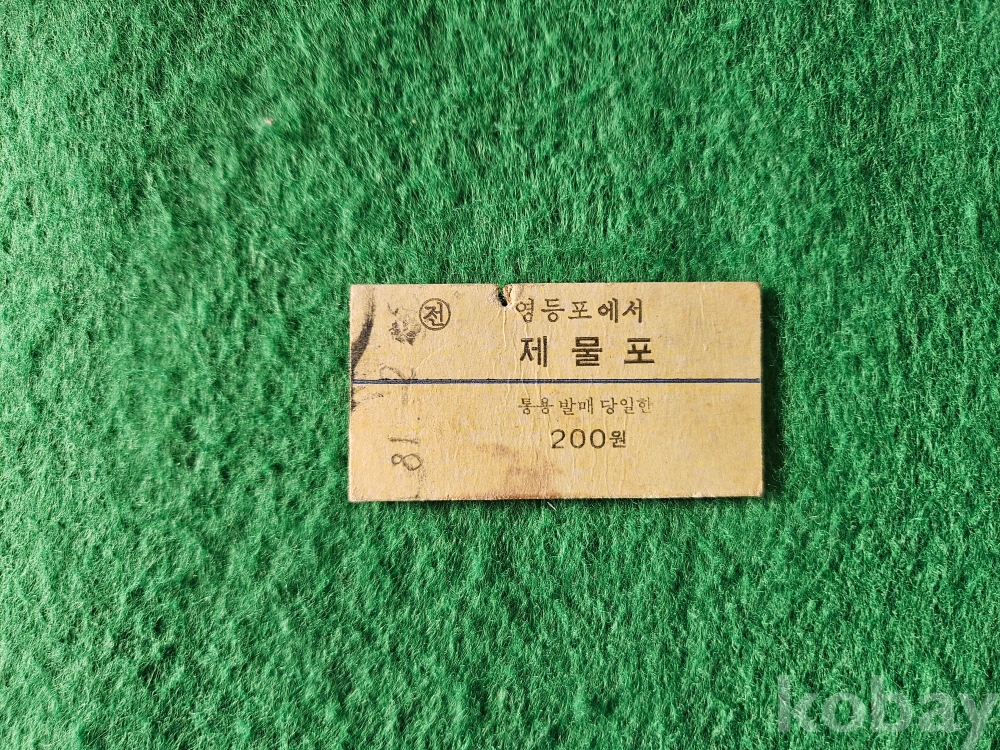 전
영등포에서
제물포
통용 발매 당일한
200원
81
kobay